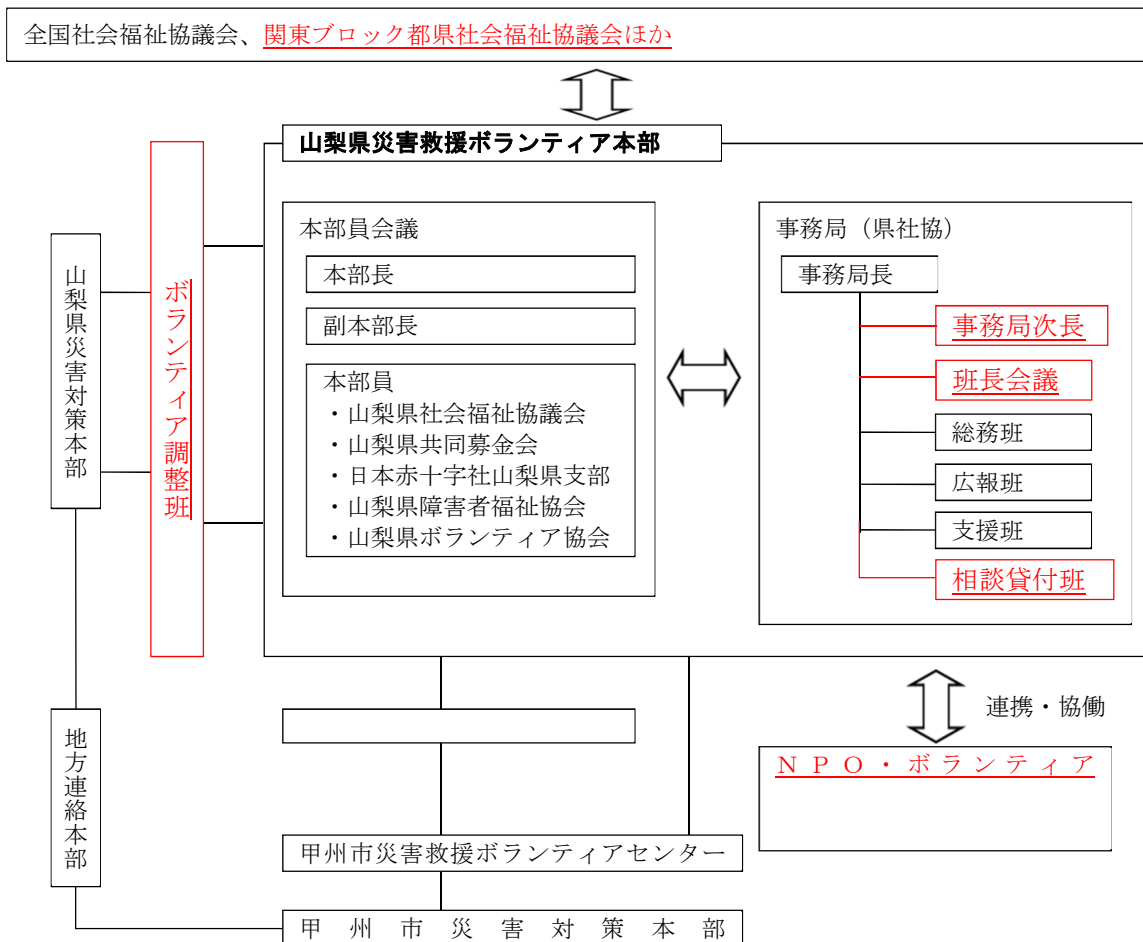 全国社会福祉協議会、関東ブロック都県社会福祉協議会ほか
山梨県災害救援ボランティア本部
山梨県災害対策本部
ボランティア調整班
本部員会議
本部長
副本部長
本部員
・山梨県社会福祉協議会
・山梨県共同募金会
・日本赤十字社山梨県支部
・山梨県障害者福祉協会
・山梨県ボランティア協会
事務局（県社協）
事務局長
事務局次長
班長会議
総務班
広報班
支援班
相談貸付班
連携・協働
ＮＰＯ・ボランティア
地方連絡本部
甲州市災害救援ボランティアセンター
甲州市災害対策本部